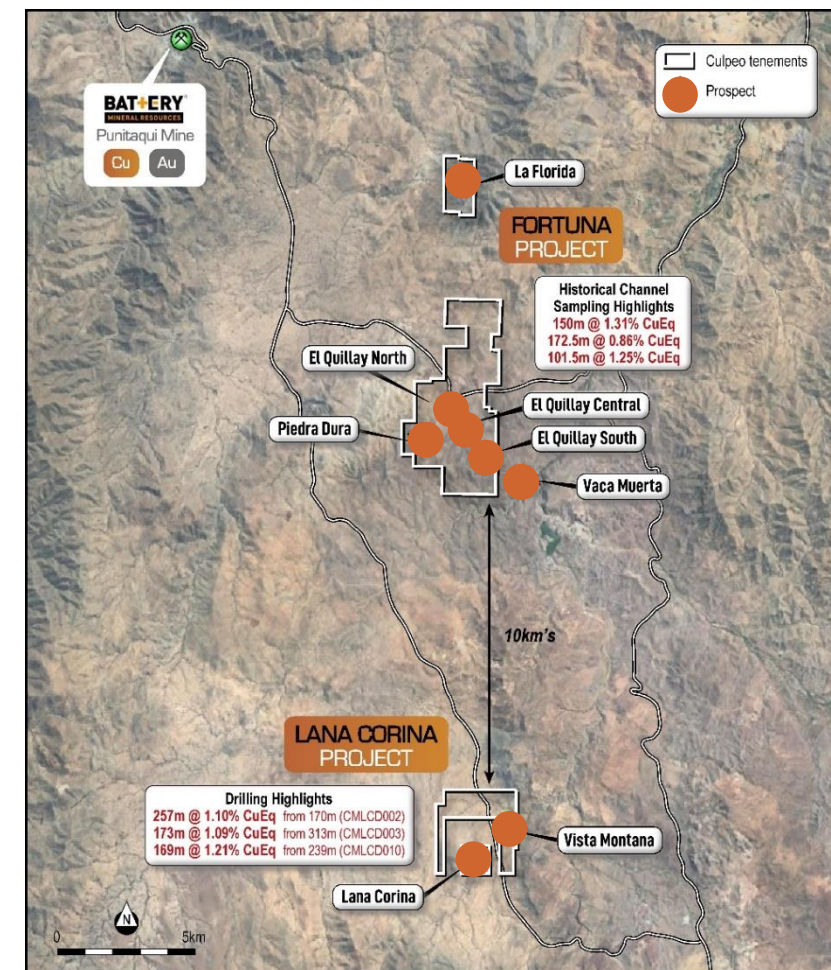 BATTERY
MINERAL RESOURCES
Punitaqui Mine
Cu
Au
Culpeo tenements
Prospect
La Florida
FORTUNA
PROJECT
Historical Channel
Sampling Highlights
150m @ 1.31% CuEq
172.5m @ 0.86% CuEq
101.5m @ 1.25% CuEq
El Quillay North
El Quillay Central
Piedra Dura
El Quillay South
Vaca Muerta
10km's
LANA CORINA
PROJECT
Drilling Highlights
257m @ 1.10% CuEq from 170m (CMLCD002)
173m @ 1.09% CuEq from 313m (CMLCD003)
169m @ 1.21% CuEq from 239m (CMLCD010)
Vista Montana
Lana Corina
N
0
5km